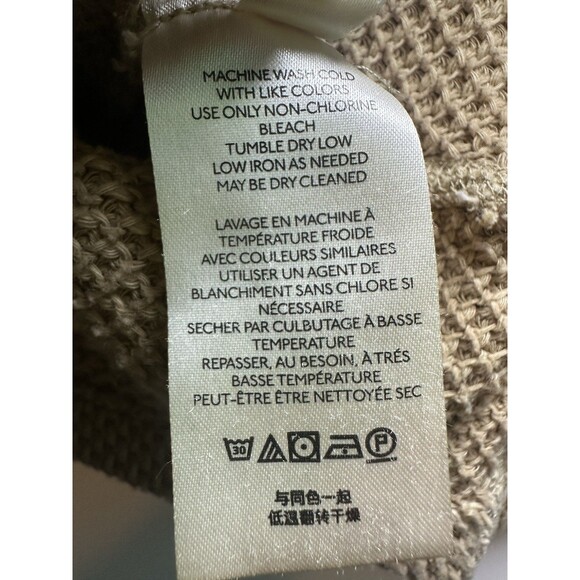 MACHINE WASH COLD
WITH LIKE COLORS
USE ONLY NON-CHLORINE
BLEACH
TUMBLE DRY LOW
LOW IRON AS NEEDED
MAY BE DRY CLEANED
LAVAGE EN MACHINE À
TEMPÉRATURE FROIDE
AVEC COULEURS SIMILAIRES
UTILISER UN AGENT DE
BLANCHIMENT SANS CHLORE SI
NÉCESSAIRE
SECHER PAR CULBUTAGE À BASSE
TEMPERATURE
REPASSER, AU BESOIN, À TRÉS
BASSE TEMPÉRATURE
PEUT-ÊTRE ÊTRE NETTOYÉE SEC
30 P
与同色一起
低温翻转干燥